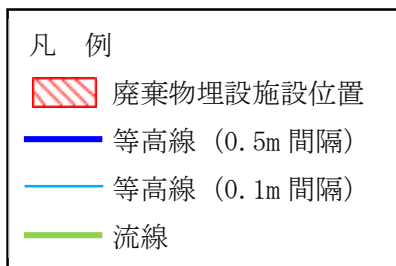 凡 例
廃棄物埋設施設位置
等高線 (0.5m 間隔)
等高線 (0.1m 間隔)
流線